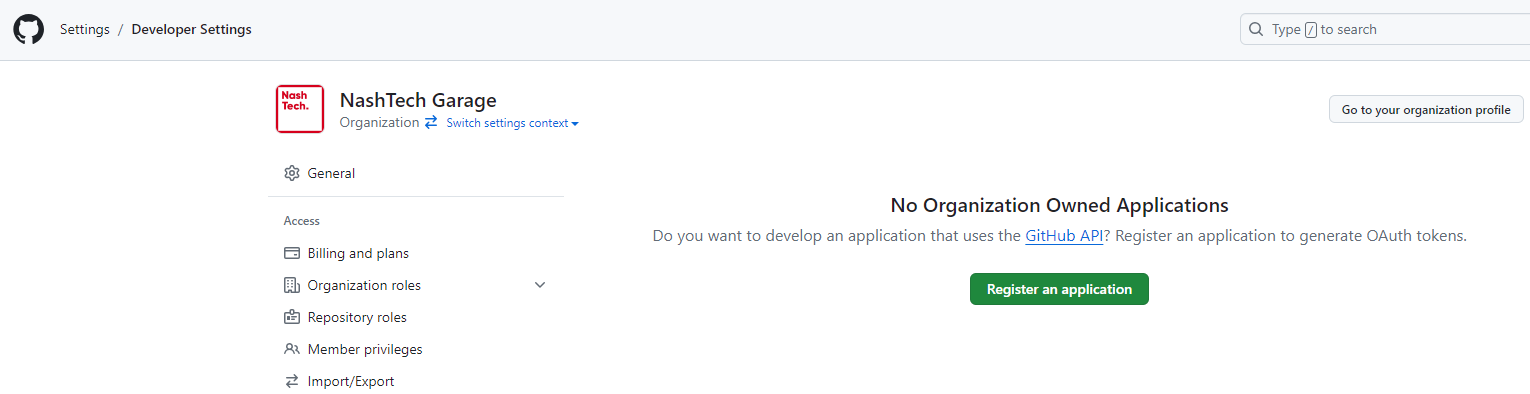 Settings / Developer Settings
Type / to search
Nash
Tech.
NashTech Garage
Organization Switch settings context
Go to your organization profile
General
Access
Billing and plans
Organization roles
Repository roles
Member privileges
Import/Export
No Organization Owned Applications
Do you want to develop an application that uses the GitHub API? Register an application to generate OAuth tokens.
Register an application